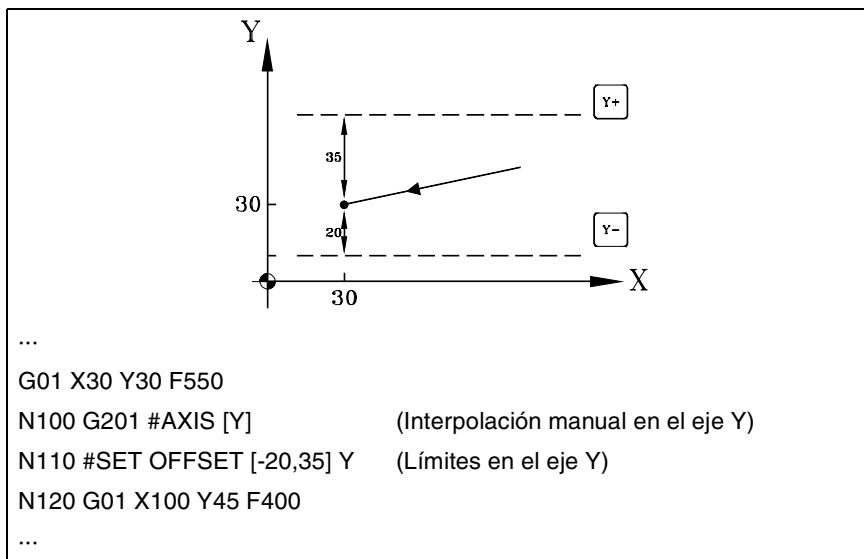 Y
Y+
35
30
20
Y-
X
30
...
G01 X30 Y30 F550
N100 G201 #AXIS [Y] (Interpolación manual en el eje Y)
N110 #SET OFFSET [-20,35] Y (Límites en el eje Y)
N120 G01 X100 Y45 F400
...